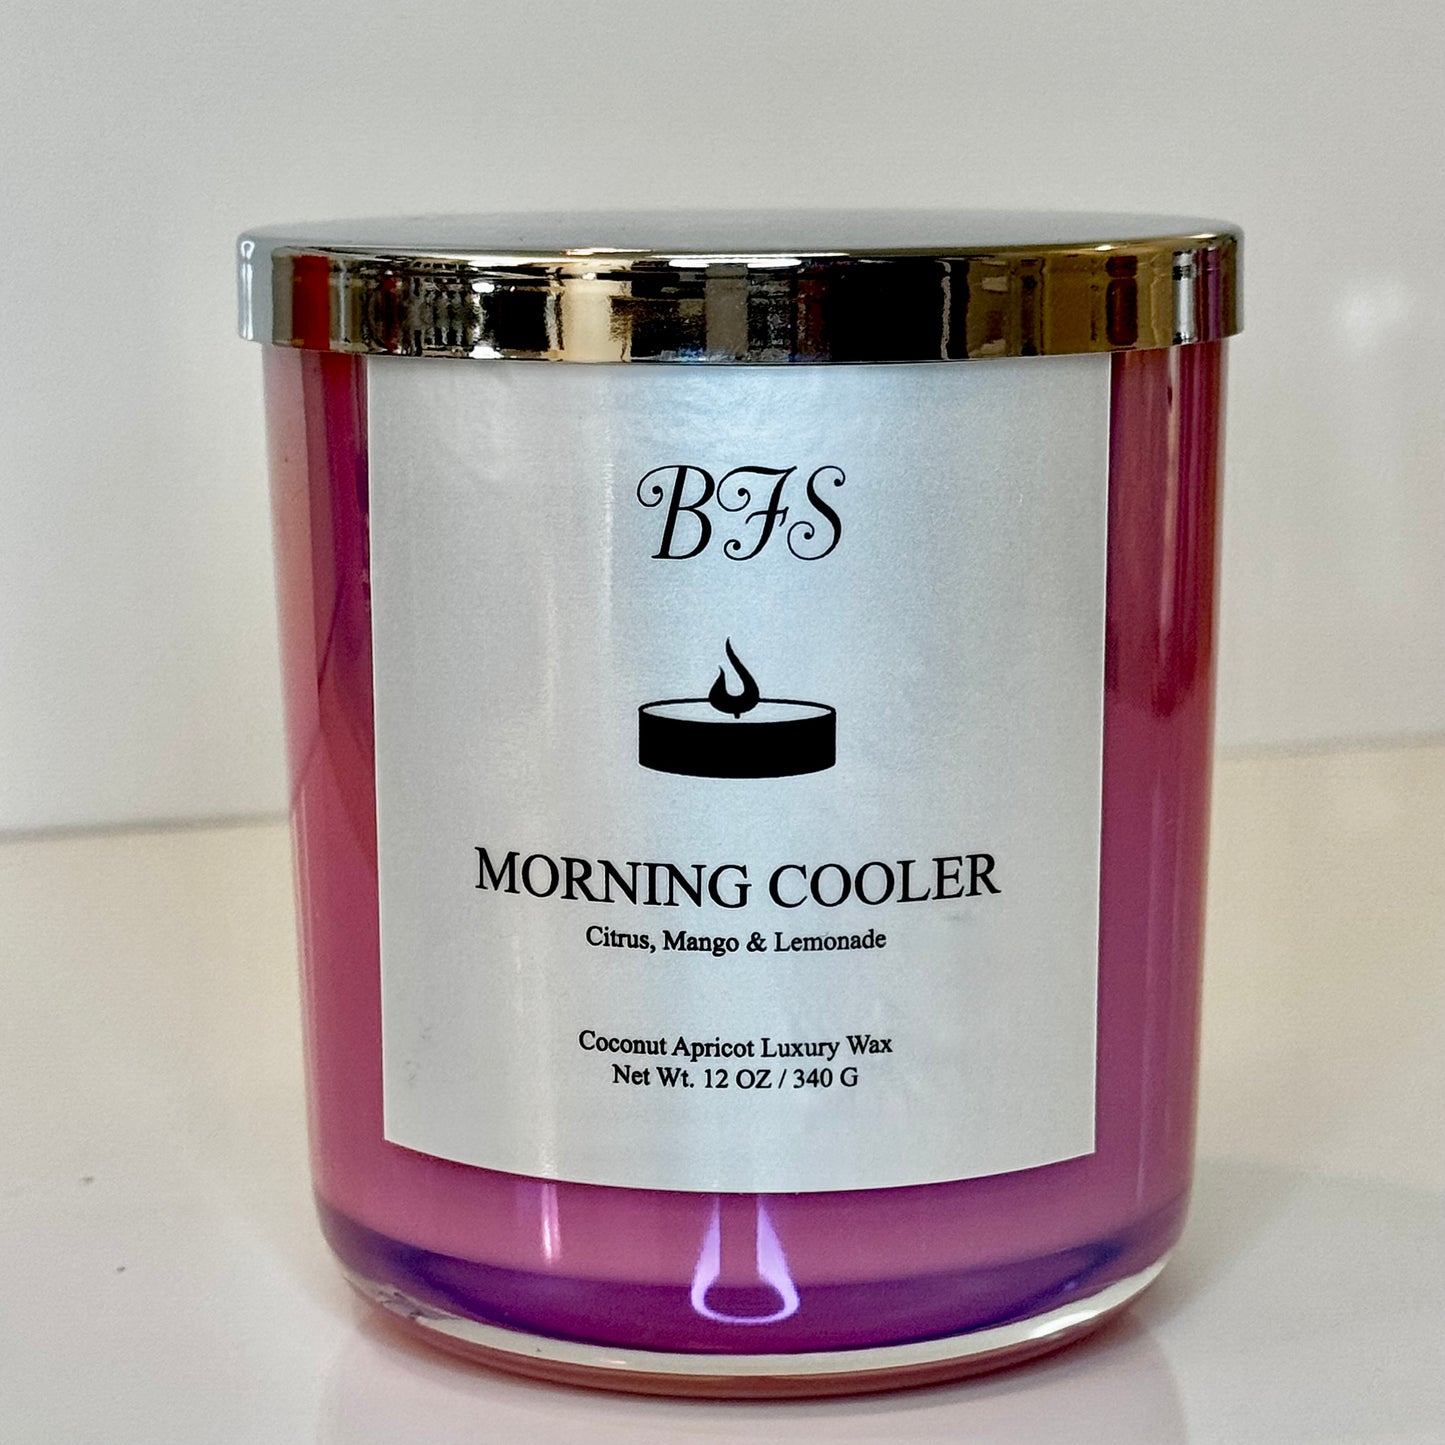 BFS
MORNING COOLER
Citrus, Mango & Lemonade
Coconut Apricot Luxury Wax
Net Wt. 12 OZ / 340 G